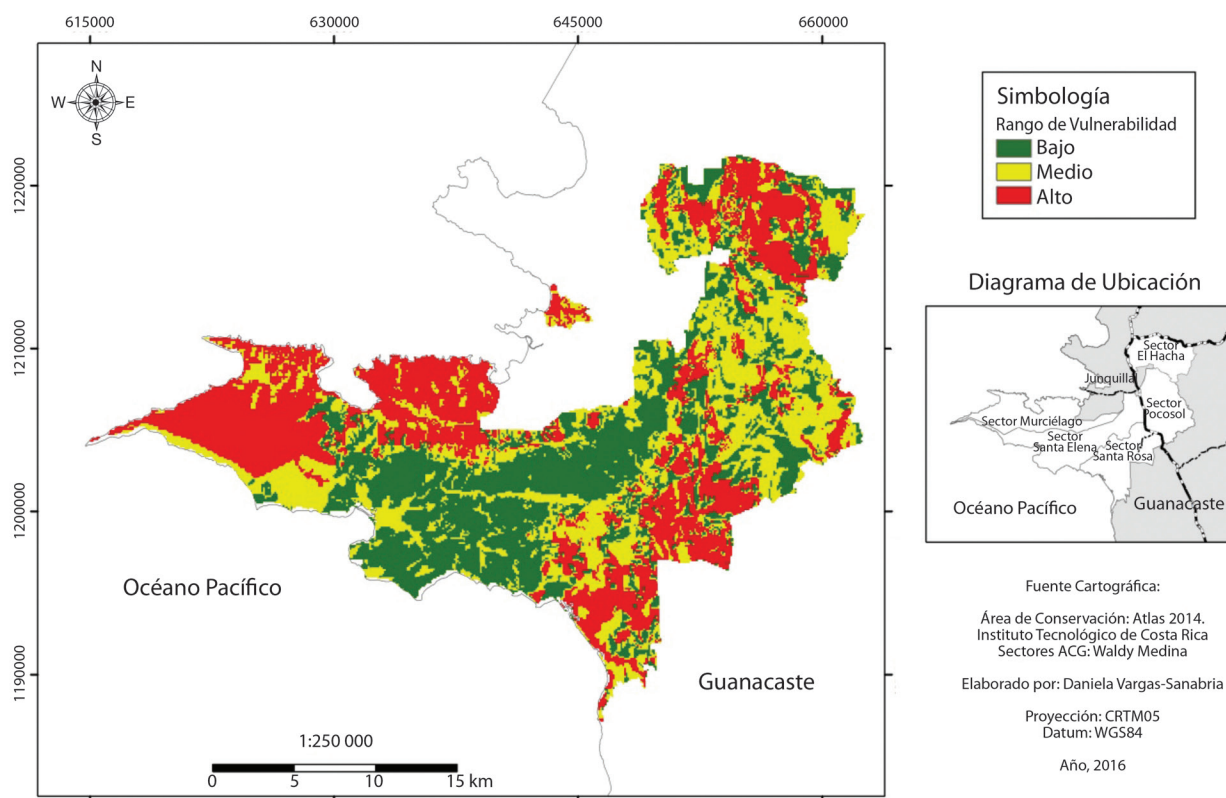 615000
630000
645000
660000
N
W
E
S
1220000
1210000
1200000
1190000
Océano Pacífico
Guanacaste
1:250 000
0
5
10
15 km
Simbología
Rango de Vulnerabilidad
Bajo
Medio
Alto
Diagrama de Ubicación
Sector
El Hacha
Junquillal
Sector
Pocosol
Sector Murciélago
Sector
Santa Elena
Sector
Santa Rosa
Océano Pacífico
Guanacaste
Fuente Cartográfica:
Área de Conservación: Atlas 2014.
Instituto Tecnológico de Costa Rica
Sectores ACG: Waldy Medina
Elaborado por: Daniela Vargas-Sanabria
Proyección: CRTM05
Datum: WGS84
Año, 2016